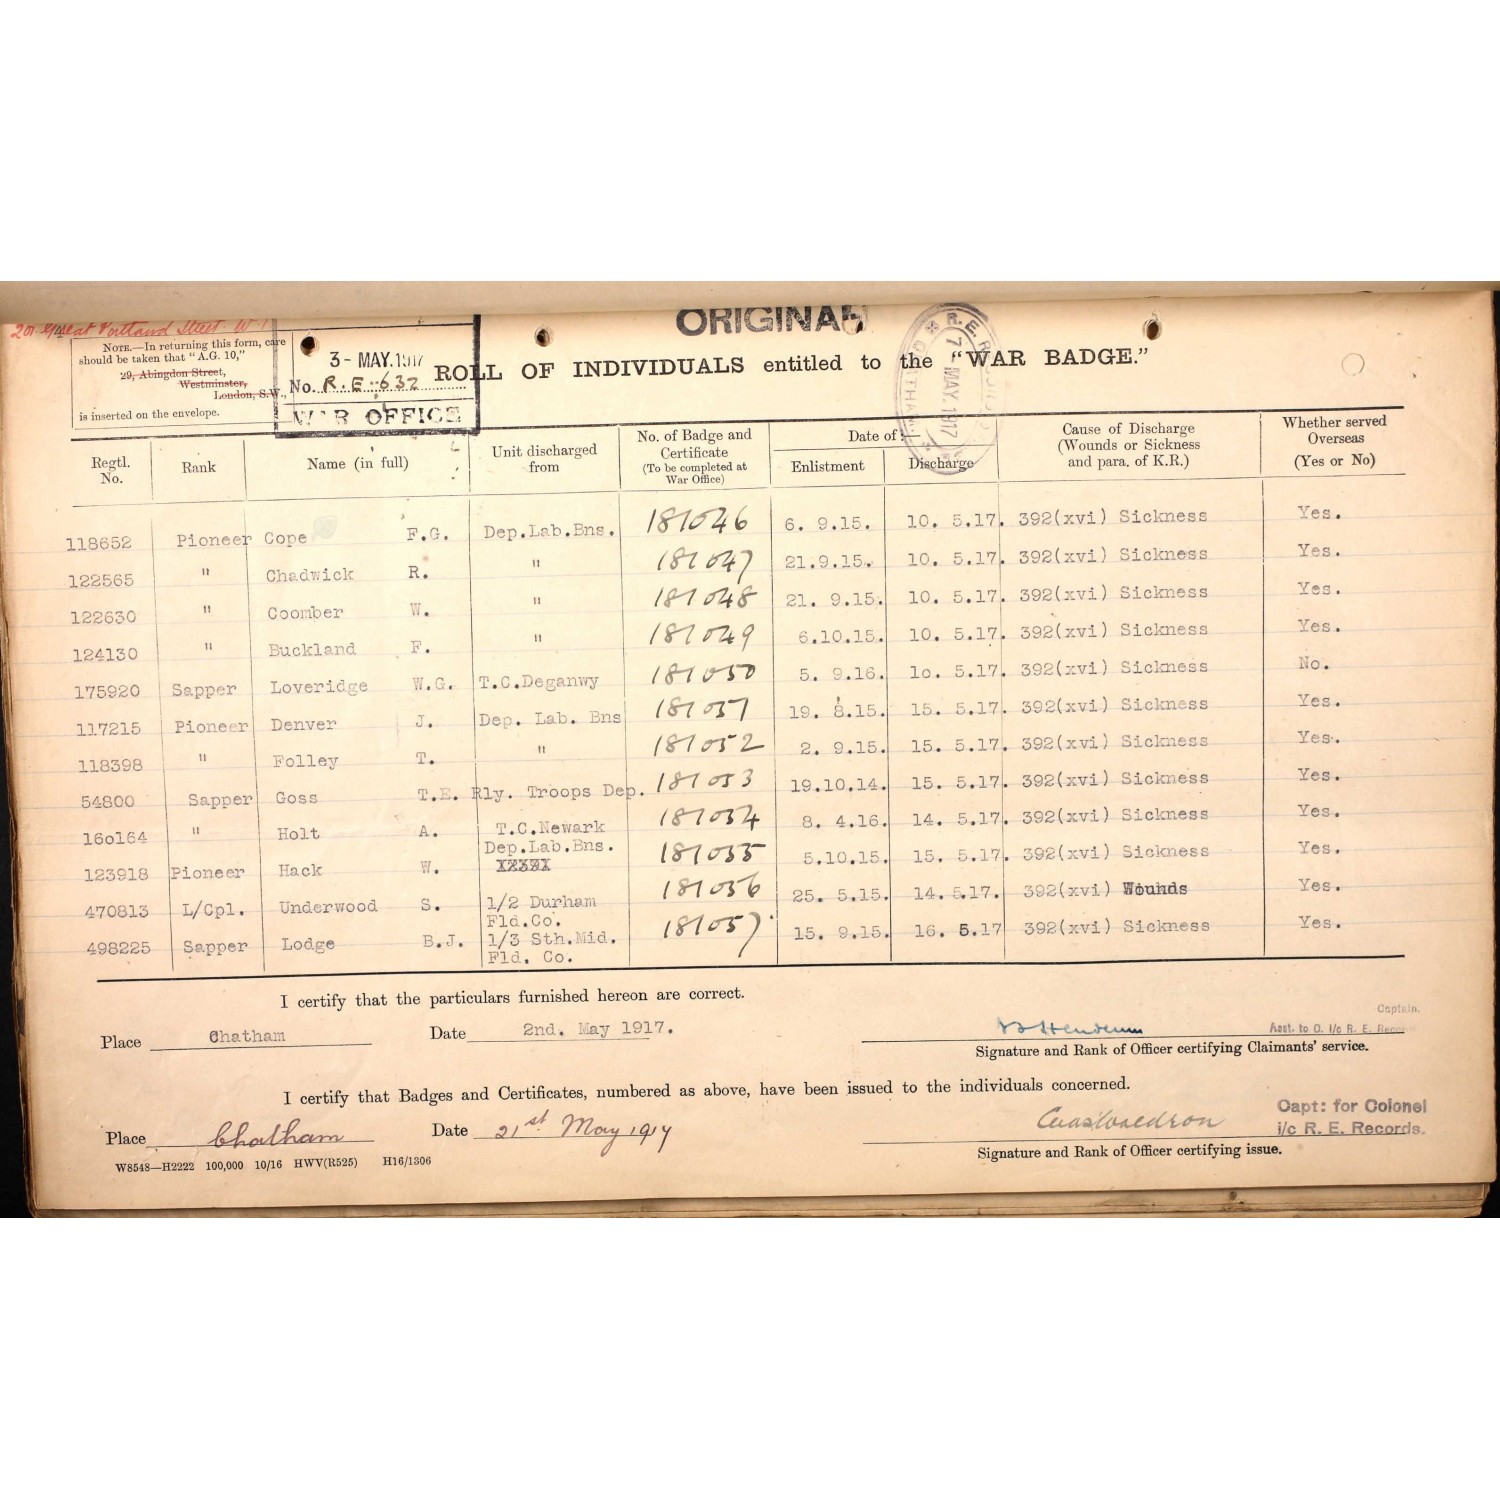 ORIGINAL
201 Great Portland Street W.1
NOTE.—In returning this form, care
should be taken that "A.G. 10,"
29, Abingdon Street,
Westminster,
London, S.W.,
is inserted on the envelope.
3- MAY.1917
No. R.E. 632
WAR OFFICE
ROLL OF INDIVIDUALS entitled to the "WAR BADGE."
R.E. RECORDS
7 MAY 1917
CHATHAM
Regtl. No. Rank Name (in full) Unit discharged from No. of Badge and Certificate (To be completed at War Office) Date of:— Enlistment Discharge Cause of Discharge (Wounds or Sickness and para. of K.R.) Whether served Overseas (Yes or No)
118652 Pioneer Cope F.G. Dep.Lab.Bns. 181046 6. 9.15. 10. 5.17. 392(xvi) Sickness Yes.
122565 " Chadwick R. " 181047 21.9.15. 10. 5.17. 392(xvi) Sickness Yes.
122630 " Coomber W. " 181048 21. 9.15. 10. 5.17. 392(xvi) Sickness Yes.
124130 " Buckland F. " 181049 6.10.15. 10. 5.17. 392(xvi) Sickness Yes.
175920 Sapper Loveridge W.G. T.C.Deganwy 181050 5. 9.16. 1o. 5.17. 392(xvi) Sickness No.
117215 Pioneer Denver J. Dep. Lab. Bns 181051 19. 8.15. 15. 5.17. 392(xvi) Sickness Yes.
118398 " Folley T. " 181052 2. 9.15. 15. 5.17. 392(xvi) Sickness Yes.
54800 Sapper Goss T.E. Rly. Troops Dep. 181053 19.10.14. 15. 5.17. 392(xvi) Sickness Yes.
16o164 " Holt A. T.C.Newark 181054 8. 4.16. 14. 5.17. 392(xvi) Sickness Yes.
123918 Pioneer Hack W. Dep.Lab.Bns. 181055 5.10.15. 15. 5.17. 392(xvi) Sickness Yes.
470813 L/Cpl. Underwood S. 1/2 Durham Fld.Co. 181056 25. 5.15. 14. 5.17. 392(xvi) Wounds Yes.
498225 Sapper Lodge B.J. 1/3 Sth.Mid. Fld. Co. 181057 15. 9.15. 16. 5.17 392(xvi) Sickness Yes.
I certify that the particulars furnished hereon are correct.
Place Chatham Date 2nd. May 1917.
Captain.
Asst. to O. i/c R. E. Records
Signature and Rank of Officer certifying Claimants' service.
I certify that Badges and Certificates, numbered as above, have been issued to the individuals concerned.
Place Chatham Date 21st May 1917
Capt: for Colonel
i/c R. E. Records.
Signature and Rank of Officer certifying issue.
W8548—H2222 100,000 10/16 HWV(R525) H16/1306